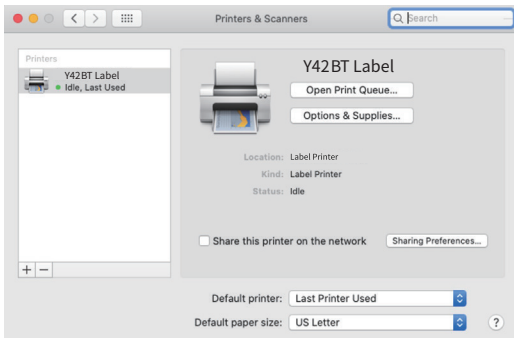 Printers & Scanners
Search
Printers
Y42BT Label
Idle, Last Used
Y42BT Label
Open Print Queue...
Options & Supplies...
Location: Label Printer
Kind: Label Printer
Status: Idle
Share this printer on the network
Sharing Preferences...
+ −
Default printer: Last Printer Used
Default paper size: US Letter
?